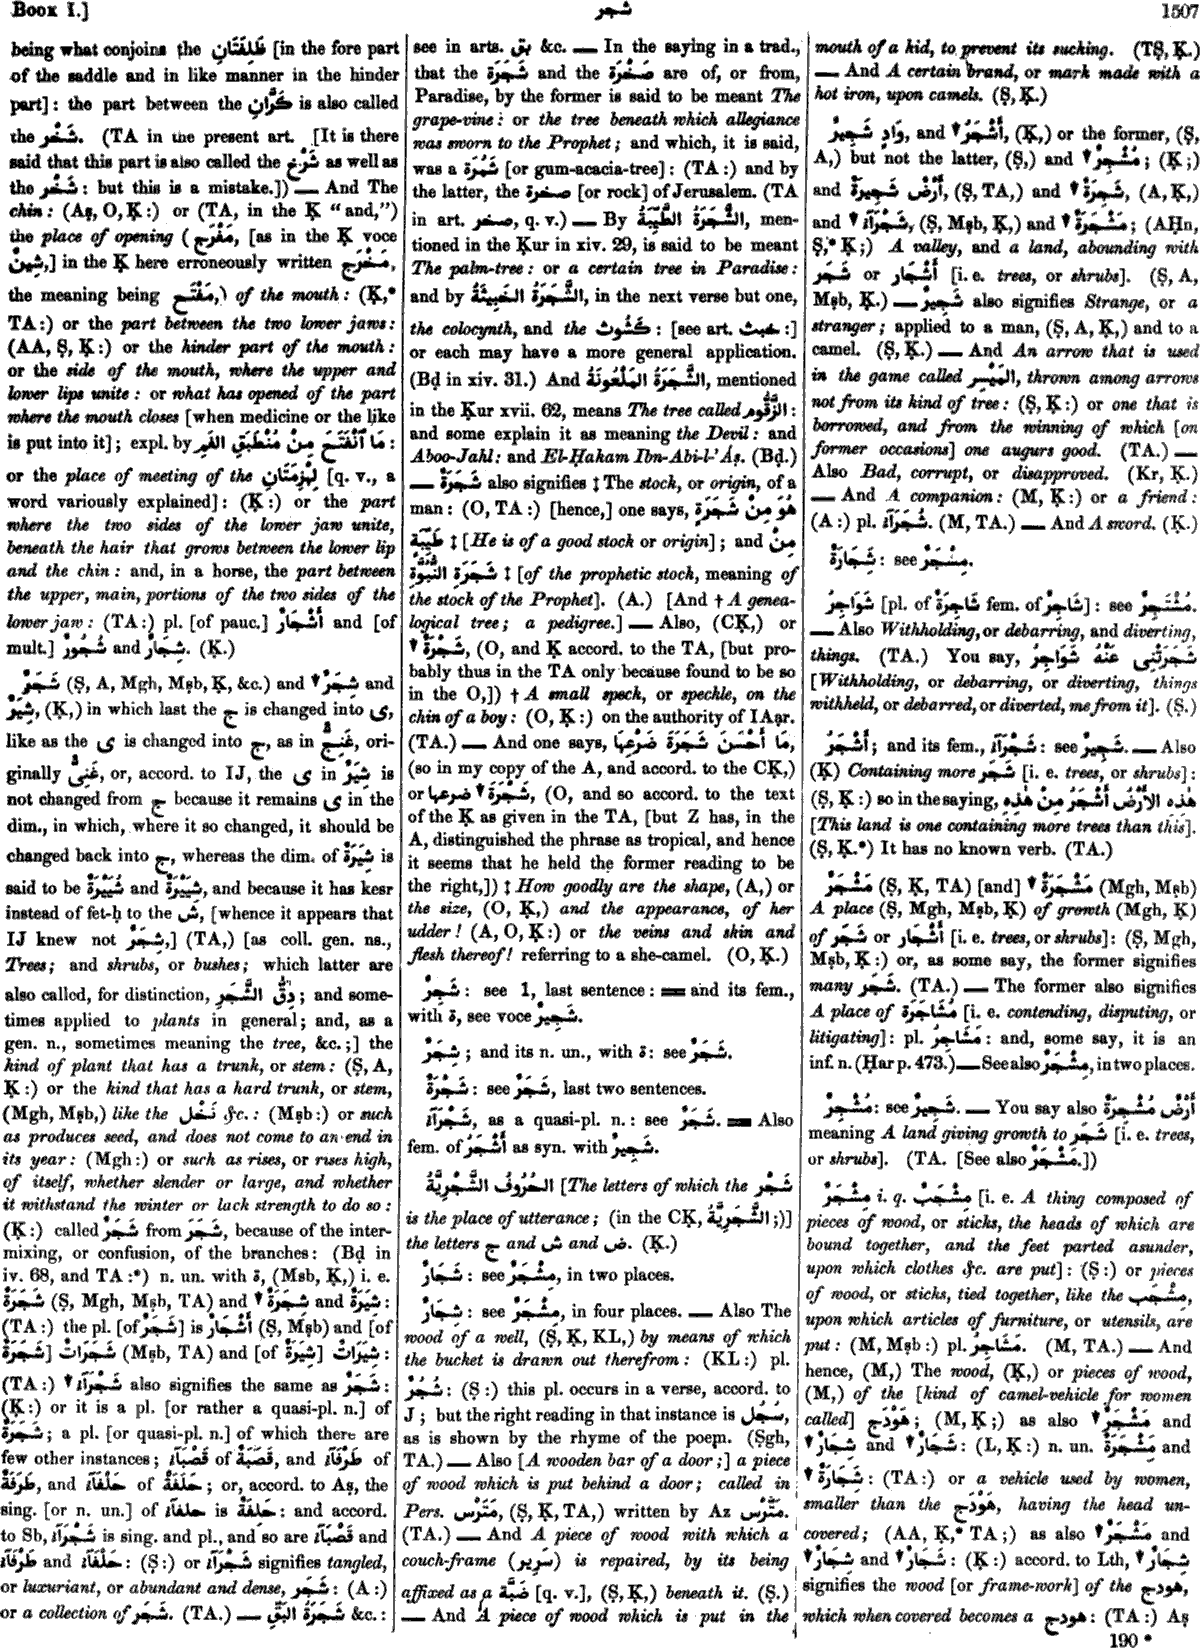 Book I.]
شجر
1507
being what conjoins the ظَلِفَتَانِ [in the fore part
of the saddle and in like manner in the hinder
part]: the part between the كَرَّانِ is also called
the شَخْر. (TA in the present art. [It is there
said that this part is also called the شَرْخ as well as
the شَخْر: but this is a mistake.]) — And The
chin: (Aṣ, O, Ḳ:) or (TA, in the Ḳ “and,”)
the place of opening (مَفْرَج, [as in the Ḳ voce
شَيْنٌ,] in the Ḳ here erroneously written مَخْرَج,
the meaning being مَفْتَح,) of the mouth: (Ḳ,*
TA:) or the part between the two lower jaws:
(AA, Ṣ, Ḳ:) or the hinder part of the mouth:
or the side of the mouth, where the upper and
lower lips unite: or what has opened of the part
where the mouth closes [when medicine or the like
is put into it]; expl. by مَا ٱنْفَتَحَ مِنْ مُنْطَبَقِ الفَمِ:
or the place of meeting of the لِهْزِمَتَانِ [q. v., a
word variously explained]: (Ḳ:) or the part
where the two sides of the lower jaw unite,
beneath the hair that grows between the lower lip
and the chin: and, in a horse, the part between
the upper, main, portions of the two sides of the
lower jaw: (TA:) pl. [of pauc.] أَشْجَارٌ and [of
mult.] شُجُورٌ and شِجَارٌ. (Ḳ.)
شَجَرٌ (Ṣ, A, Mgh, Mṣb, Ḳ, &c.) and شِجَرٌ and
شِيَرٌ, (Ḳ,) in which last the ج is changed into ى,
like as the ى is changed into ج, as in غَنِجّ, ori-
ginally غَنِىّ, or, accord. to IJ, the ى in شِيَرٌ is
not changed from ج because it remains ى in the
dim., in which, where it so changed, it should be
changed back into ج, whereas the dim. of شِيَرَةٌ is
said to be شُيَيْرَةٌ and شِيَيْرَةٌ, and because it has kesr
instead of fet-ḥ to the ش, [whence it appears that
IJ knew not شِجَرٌ,] (TA,) [as coll. gen. ns.,
Trees; and shrubs, or bushes; which latter are
also called, for distinction, دِقُّ الشَّجَرِ; and some-
times applied to plants in general; and, as a
gen. n., sometimes meaning the tree, &c.;] the
kind of plant that has a trunk, or stem: (Ṣ, A,
Ḳ:) or the kind that has a hard trunk, or stem,
(Mgh, Mṣb,) like the نَخْل &c.: (Mṣb:) or such
as produces seed, and does not come to an end in
its year: (Mgh:) or such as rises, or rises high,
of itself, whether slender or large, and whether
it withstand the winter or lack strength to do so:
(Ḳ:) called شَجَرٌ from شَجَرَ, because of the inter-
mixing, or confusion, of the branches: (Bḍ in
iv. 68, and TA:*) n. un. with ة, (Msb, Ḳ,) i. e.
شَجَرَةٌ (Ṣ, Mgh, Mṣb, TA) and شِجَرَةٌ and شِيَرَةٌ:
(TA:) the pl. [of شَجَرٌ] is أَشْجَارٌ (Ṣ, Mṣb) and [of
شَجَرَةٌ] شَجَرَاتٌ (Mṣb, TA) and [of شِيَرَةٌ] شِيَرَاتٌ:
(TA:) شَجْرَآءُ also signifies the same as شَجَرٌ:
(Ḳ:) or it is a pl. [or rather a quasi-pl. n.] of
شَجَرَةٌ; a pl. [or quasi-pl. n.] of which there are
few other instances; قَصْبَآءُ of قَصَبَةٌ, and طَرْفَآءُ of
طَرَفَةٌ, and حَلْفَآءُ of حَلَفَةٌ; or, accord. to Aṣ, the
sing. [or n. un.] of حلفآء is حَلِفَةٌ: and accord.
to Sb, شَجْرَآءُ is sing. and pl., and so are قَصْبَآءُ and
طَرْفَآءُ and حَلْفَآءُ: (Ṣ:) or شَجْرَآءُ signifies tangled,
or luxuriant, or abundant and dense, شَجَر: (A:)
or a collection of شَجَر. (TA.) — شَجَرَةُ البَقِّ &c.:
see in arts. بق &c. — In the saying in a trad.,
that the شَجَرَة and the صَخْرَة are of, or from,
Paradise, by the former is said to be meant The
grape-vine: or the tree beneath which allegiance
was sworn to the Prophet; and which, it is said,
was a سَمُرَة [or gum-acacia-tree]: (TA:) and by
the latter, the صخرة [or rock] of Jerusalem. (TA
in art. صخر, q. v.) — By الشَّجَرَةُ الطَّيِّبَةُ, men-
tioned in the Ḳur in xiv. 29, is said to be meant
The palm-tree: or a certain tree in Paradise:
and by الشَّجَرَةُ الخَبِيثَةُ, in the next verse but one,
the colocynth, and the كَشُوث: [see art. خبث:]
or each may have a more general application.
(Bḍ in xiv. 31.) And الشَّجَرَةُ المَلْعُونَةُ, mentioned
in the Ḳur xvii. 62, means The tree called الزَّقُّوم:
and some explain it as meaning the Devil: and
Aboo-Jahl: and El-Ḥakam Ibn-Abi-l-’Áṣ. (Bḍ.)
— شَجَرَةٌ also signifies ‡ The stock, or origin, of a
man: (O, TA:) [hence,] one says, هُوَ مِنْ شَجَرَةٍ
طَيِّبَةٍ ‡ [He is of a good stock or origin]; and مِنْ
شَجَرَةِ النُّبُوَّةِ ‡ [of the prophetic stock, meaning of
the stock of the Prophet]. (A.) [And † A genea-
logical tree; a pedigree.] — Also, (CḲ,) or
شَجْرَةٌ, (O, and Ḳ accord. to the TA, [but pro-
bably thus in the TA only because found to be so
in the O,]) † A small speck, or speckle, on the
chin of a boy: (O, Ḳ:) on the authority of IAạr.
(TA.) — And one says, مَا أَحْسَنَ شَجَرَةَ ضَرْعِهَا,
(so in my copy of the A, and accord. to the CḲ,)
or شَجْرَةَ ضرعها, (O, and so accord. to the text
of the Ḳ as given in the TA, [but Z has, in the
A, distinguished the phrase as tropical, and hence
it seems that he held the former reading to be
the right,]) ‡ How goodly are the shape, (A,) or
the size, (O, Ḳ,) and the appearance, of her
udder! (A, O, Ḳ:) or the veins and skin and
flesh thereof! referring to a she-camel. (O, Ḳ.)
شَجِرٌ: see 1, last sentence: = and its fem.,
with ة, see voce شَجِيرٌ.
شِجَرٌ; and its n. un., with ة: see شَجَرٌ.
شَجْرَةٌ: see شَجَرٌ, last two sentences.
شَجْرَآءُ, as a quasi-pl. n.: see شَجَرٌ. = Also
fem. of أَشْجَرُ as syn. with شَجِيرٌ.
الحُرُوفُ الشَّجْرِيَّةُ [The letters of which the شَجْر
is the place of utterance; (in the CḲ, الشَّجَرِيَّةُ;)]
the letters ج and ش and ض. (Ḳ.)
شَجَارٌ: see مِشْجَرٌ, in two places.
شِجَارٌ: see مِشْجَرٌ, in four places. — Also The
wood of a well, (Ṣ, Ḳ, KL,) by means of which
the bucket is drawn out therefrom: (KL:) pl.
شُجُرٌ: (Ṣ:) this pl. occurs in a verse, accord. to
J; but the right reading in that instance is سُجُل,
as is shown by the rhyme of the poem. (Ṣgh,
TA.) — Also [A wooden bar of a door;] a piece
of wood which is put behind a door; called in
Pers. مَتَرْس, (Ṣ, Ḳ, TA,) written by Az مَتَّرْس.
(TA.) — And A piece of wood with which a
couch-frame (سَرِير) is repaired, by its being
affixed as a ضَبَّة [q. v.], (Ṣ, Ḳ,) beneath it. (Ṣ.)
— And A piece of wood which is put in the
mouth of a kid, to prevent its sucking. (TṢ, Ḳ.)
— And A certain brand, or mark made with a
hot iron, upon camels. (Ṣ, Ḳ.)
وَادٍ شَجِيرٌ, and أَشْجَرُ, (Ḳ,) or the former, (Ṣ,
A,) but not the latter, (Ṣ,) and مُشْجِرٌ; (Ḳ;)
and أَرْضٌ شَجِيرَةٌ, (Ṣ, TA,) and شَجِرَةٌ, (A, Ḳ,)
and شَجْرَآءُ, (Ṣ, Mṣb, Ḳ,) and مَشْجَرَةٌ; (AḤn,
Ṣ,* Ḳ;) A valley, and a land, abounding with
شَجَر or أَشْجَار [i. e. trees, or shrubs]. (Ṣ, A,
Mṣb, Ḳ.) — شَجِيرٌ also signifies Strange, or a
stranger; applied to a man, (Ṣ, A, Ḳ,) and to a
camel. (Ṣ, Ḳ.) — And An arrow that is used
in the game called المَيْسِر, thrown among arrows
not from its kind of tree: (Ṣ, Ḳ:) or one that is
borrowed, and from the winning of which [on
former occasions] one augurs good. (TA.) —
Also Bad, corrupt, or disapproved. (Kr, Ḳ.)
— And A companion: (M, Ḳ:) or a friend:
(A:) pl. شُجَرَآءُ. (M, TA.) — And A sword. (Ḳ.)
شَجَارَةٌ: see مِشْجَرٌ.
شَوَاجِرُ [pl. of شَاجِرَةٌ fem. of شَاجِرٌ]: see مُشْتَجِرٌ.
— Also Withholding, or debarring, and diverting,
things. (TA.) You say, شَجَرَتْنِى عَنْهُ شَوَاجِرُ
[Withholding, or debarring, or diverting, things
withheld, or debarred, or diverted, me from it]. (Ṣ.)
أَشْجَرُ; and its fem., شَجْرَآءُ: see شَجِيرٌ. — Also
(Ḳ) Containing more شَجَر [i. e. trees, or shrubs]:
(Ṣ, Ḳ:) so in the saying, هٰذِهِ الأَرْضُ أَشْجَرُ مِنْ هٰذِهِ
[This land is one containing more trees than this].
(Ṣ, Ḳ.*) It has no known verb. (TA.)
مَشْجَرٌ (Ṣ, Ḳ, TA) [and] مَشْجَرَةٌ (Mgh, Mṣb)
A place (Ṣ, Mgh, Mṣb, Ḳ) of growth (Mgh, Ḳ)
of شَجَر or أَشْجَار [i. e. trees, or shrubs]: (Ṣ, Mgh,
Mṣb, Ḳ:) or, as some say, the former signifies
many شَجَر. (TA.) — The former also signifies
A place of مُشَاجَرَة [i. e. contending, disputing, or
litigating]: pl. مَشَاجِرُ: and, some say, it is an
inf. n. (Ḥar p. 473.) — See also مِشْجَرٌ, in two places.
مُشْجِرٌ: see شَجِيرٌ. — You say also أَرْضٌ مُشْجِرَةٌ
meaning A land giving growth to شَجَر [i. e. trees,
or shrubs]. (TA. [See also مَشْجَرٌ.])
مِشْجَرٌ i. q. مِشْجَبٌ [i. e. A thing composed of
pieces of wood, or sticks, the heads of which are
bound together, and the feet parted asunder,
upon which clothes &c. are put]: (Ṣ:) or pieces
of wood, or sticks, tied together, like the مِشْجَب,
upon which articles of furniture, or utensils, are
put: (M, Mṣb:) pl. مَشَاجِرُ. (M, TA.) — And
hence, (M,) The wood, (Ḳ,) or pieces of wood,
(M,) of the [kind of camel-vehicle for women
called] هَوْدَج; (M, Ḳ;) as also مَشْجَرٌ and
شِجَارٌ and شَجَارٌ: (L, Ḳ:) n. un. مِشْجَرَةٌ and
شِجَارَةٌ: (TA:) or a vehicle used by women,
smaller than the هَوْدَج, having the head un-
covered; (AA, Ḳ,* TA;) as also مَشْجَرٌ and
شِجَارٌ and شَجَارٌ: (Ḳ:) accord. to Lth, شِجَارٌ
signifies the wood [or frame-work] of the هودج,
which when covered becomes a هودج: (TA:) Aṣ
190 *